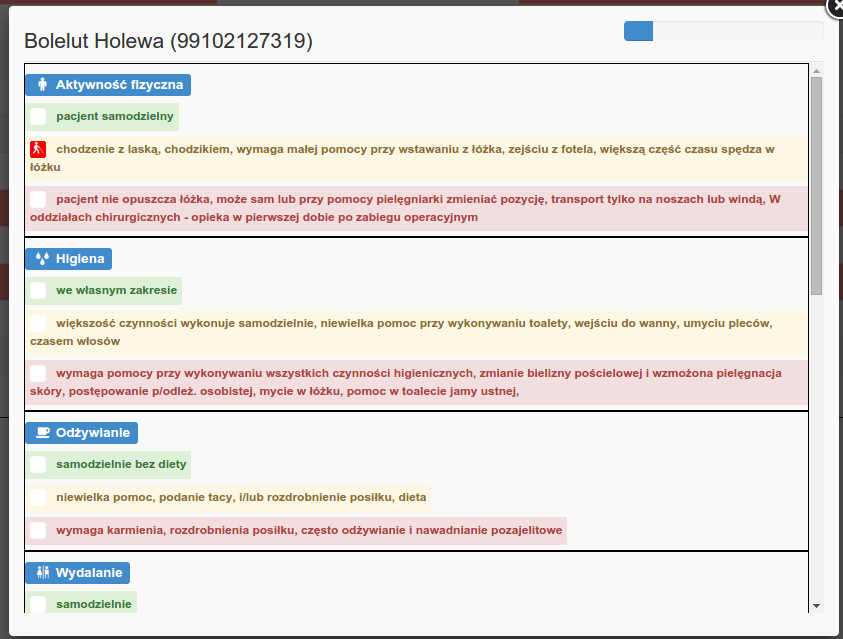 Bolelut Holewa (99102127319)
Aktywność fizyczna
pacjent samodzielny
chodzenie z laską, chodzikiem, wymaga małej pomocy przy wstawaniu z łóżka, zejściu z fotela, większą część czasu spędza w
łóżku
pacjent nie opuszcza łóżka, może sam lub przy pomocy pielęgniarki zmieniać pozycję, transport tylko na noszach lub windą, W
oddziałach chirurgicznych - opieka w pierwszej dobie po zabiegu operacyjnym
Higiena
we własnym zakresie
większość czynności wykonuje samodzielnie, niewielka pomoc przy wykonywaniu toalety, wejściu do wanny, umyciu pleców,
czasem włosów
wymaga pomocy przy wykonywaniu wszystkich czynności higienicznych, zmianie bielizny pościelowej i wzmożona pielęgnacja
skóry, postępowanie p/odleż. osobistej, mycie w łóżku, pomoc w toalecie jamy ustnej,
Odżywianie
samodzielnie bez diety
niewielka pomoc, podanie tacy, i/lub rozdrobnienie posiłku, dieta
wymaga karmienia, rozdrobnienia posiłku, często odżywianie i nawadnianie pozajelitowe
Wydalanie
samodzielnie